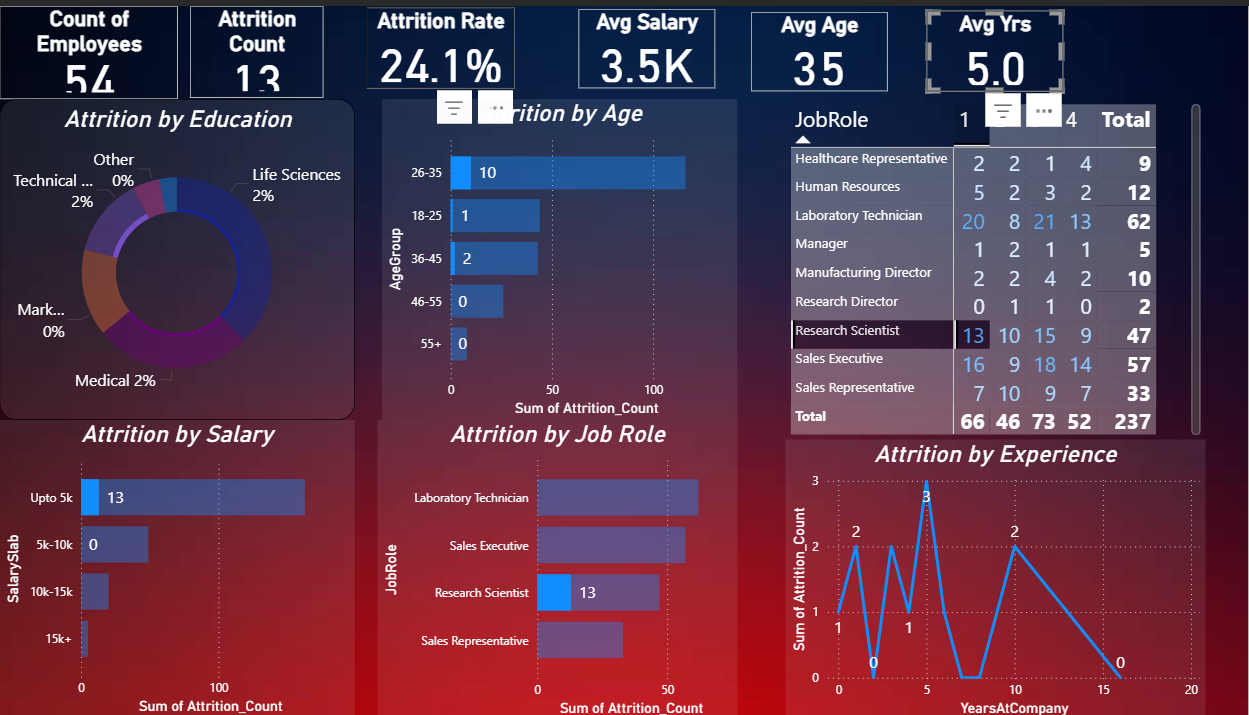 Count of
Employees
54
Attrition
Count
13
Attrition Rate
24.1%
Avg Salary
3.5K
Avg Age
35
Avg Yrs
5.0
Attrition by Education
Other
0%
Technical ...
2%
Life Sciences
2%
Mark...
0%
Medical 2%
rition by Age
AgeGroup
26-35 10
18-25 1
36-45 2
46-55 0
55+ 0
0 50 100
Sum of Attrition_Count
JobRole 1 4 Total
Healthcare Representative 2 2 1 4 9
Human Resources 5 2 3 2 12
Laboratory Technician 20 8 21 13 62
Manager 1 2 1 1 5
Manufacturing Director 2 2 4 2 10
Research Director 0 1 1 0 2
Research Scientist 13 10 15 9 47
Sales Executive 16 9 18 14 57
Sales Representative 7 10 9 7 33
Total 66 46 73 52 237
Attrition by Salary
SalarySlab
Upto 5k 13
5k-10k 0
10k-15k
15k+
0 100
Sum of Attrition_Count
Attrition by Job Role
JobRole
Laboratory Technician
Sales Executive
Research Scientist 13
Sales Representative
0 50
Sum of Attrition_Count
Attrition by Experience
Sum of Attrition_Count
3
3
2 2 2
1
1 1
0 0 0
0 5 10 15 20
YearsAtCompany